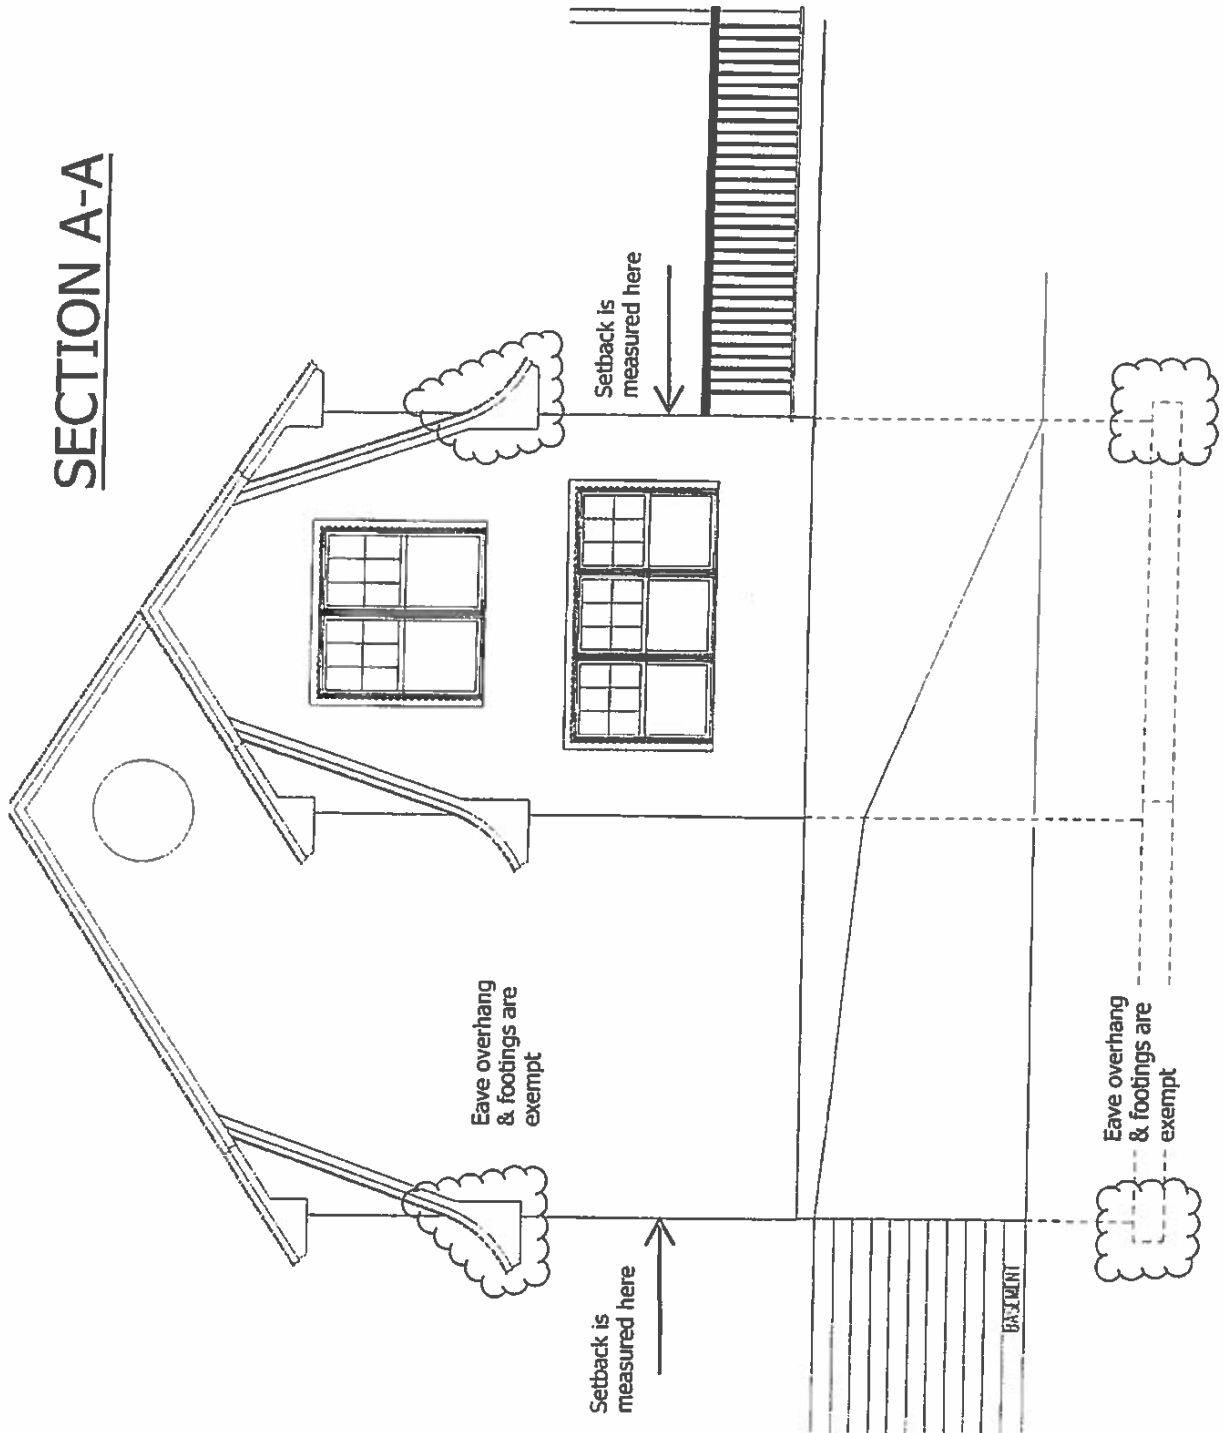 SECTION A-A
Setback is
measured here
Eave overhang
& footings are
exempt
Setback is
measured here
Eave overhang
& footings are
exempt
BASEMENT